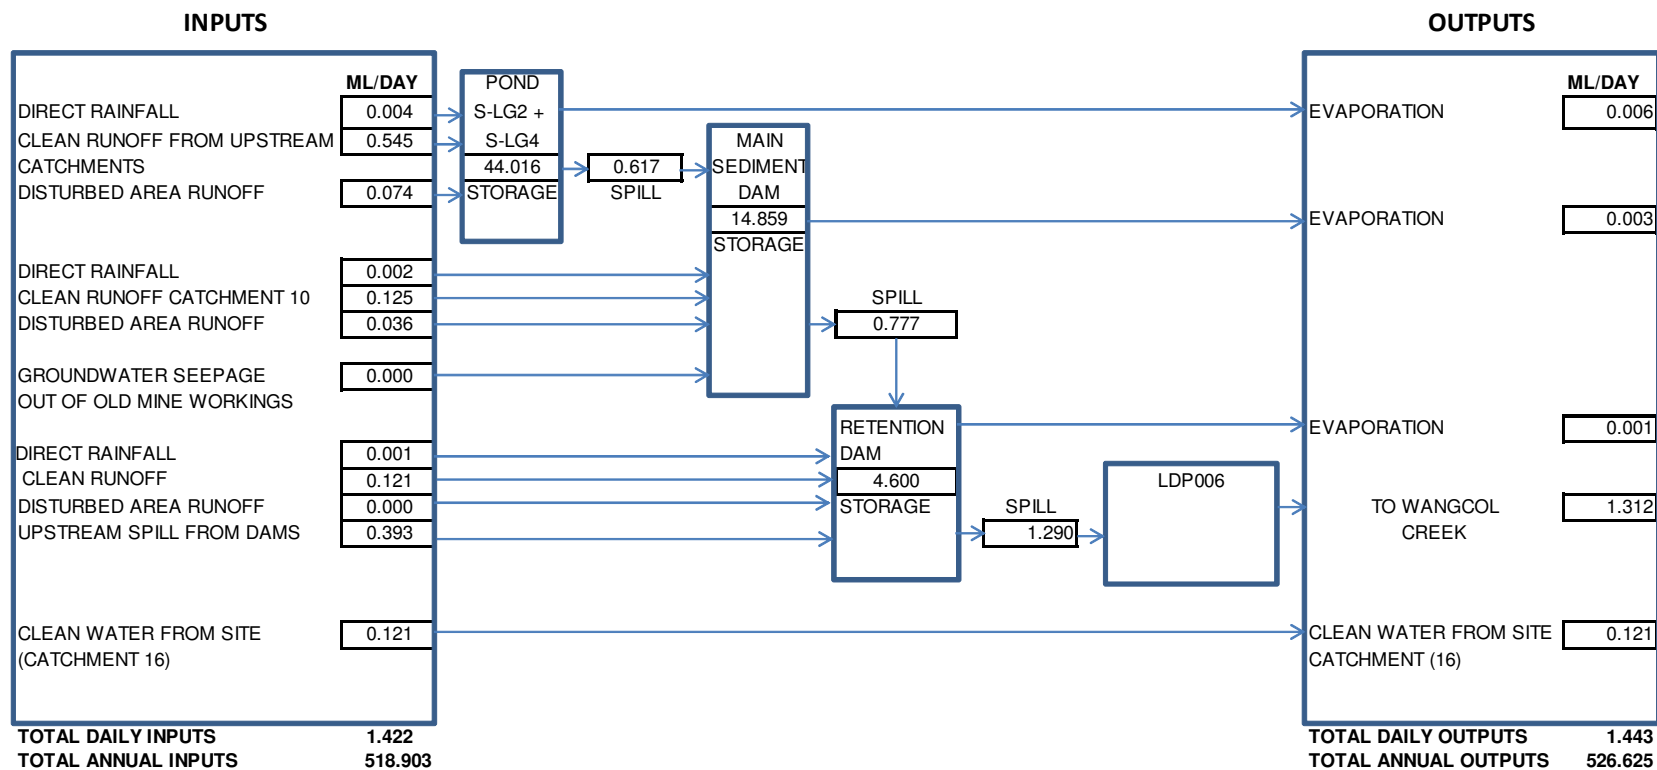 INPUTS
OUTPUTS
ML/DAY
POND
ML/DAY
DIRECT RAINFALL 0.004
S-LG2 +
EVAPORATION 0.006
CLEAN RUNOFF FROM UPSTREAM 0.545
S-LG4
MAIN
CATCHMENTS
44.016
0.617
SEDIMENT
DISTURBED AREA RUNOFF 0.074
STORAGE
SPILL
DAM
14.859
EVAPORATION 0.003
STORAGE
DIRECT RAINFALL 0.002
CLEAN RUNOFF CATCHMENT 10 0.125
SPILL
DISTURBED AREA RUNOFF 0.036
0.777
GROUNDWATER SEEPAGE 0.000
OUT OF OLD MINE WORKINGS
RETENTION
EVAPORATION 0.001
DIRECT RAINFALL 0.001
DAM
CLEAN RUNOFF 0.121
4.600
LDP006
DISTURBED AREA RUNOFF 0.000
STORAGE
SPILL
TO WANGCOL 1.312
UPSTREAM SPILL FROM DAMS 0.393
1.290
CREEK
CLEAN WATER FROM SITE 0.121
CLEAN WATER FROM SITE 0.121
(CATCHMENT 16)
CATCHMENT (16)
TOTAL DAILY INPUTS 1.422
TOTAL DAILY OUTPUTS 1.443
TOTAL ANNUAL INPUTS 518.903
TOTAL ANNUAL OUTPUTS 526.625